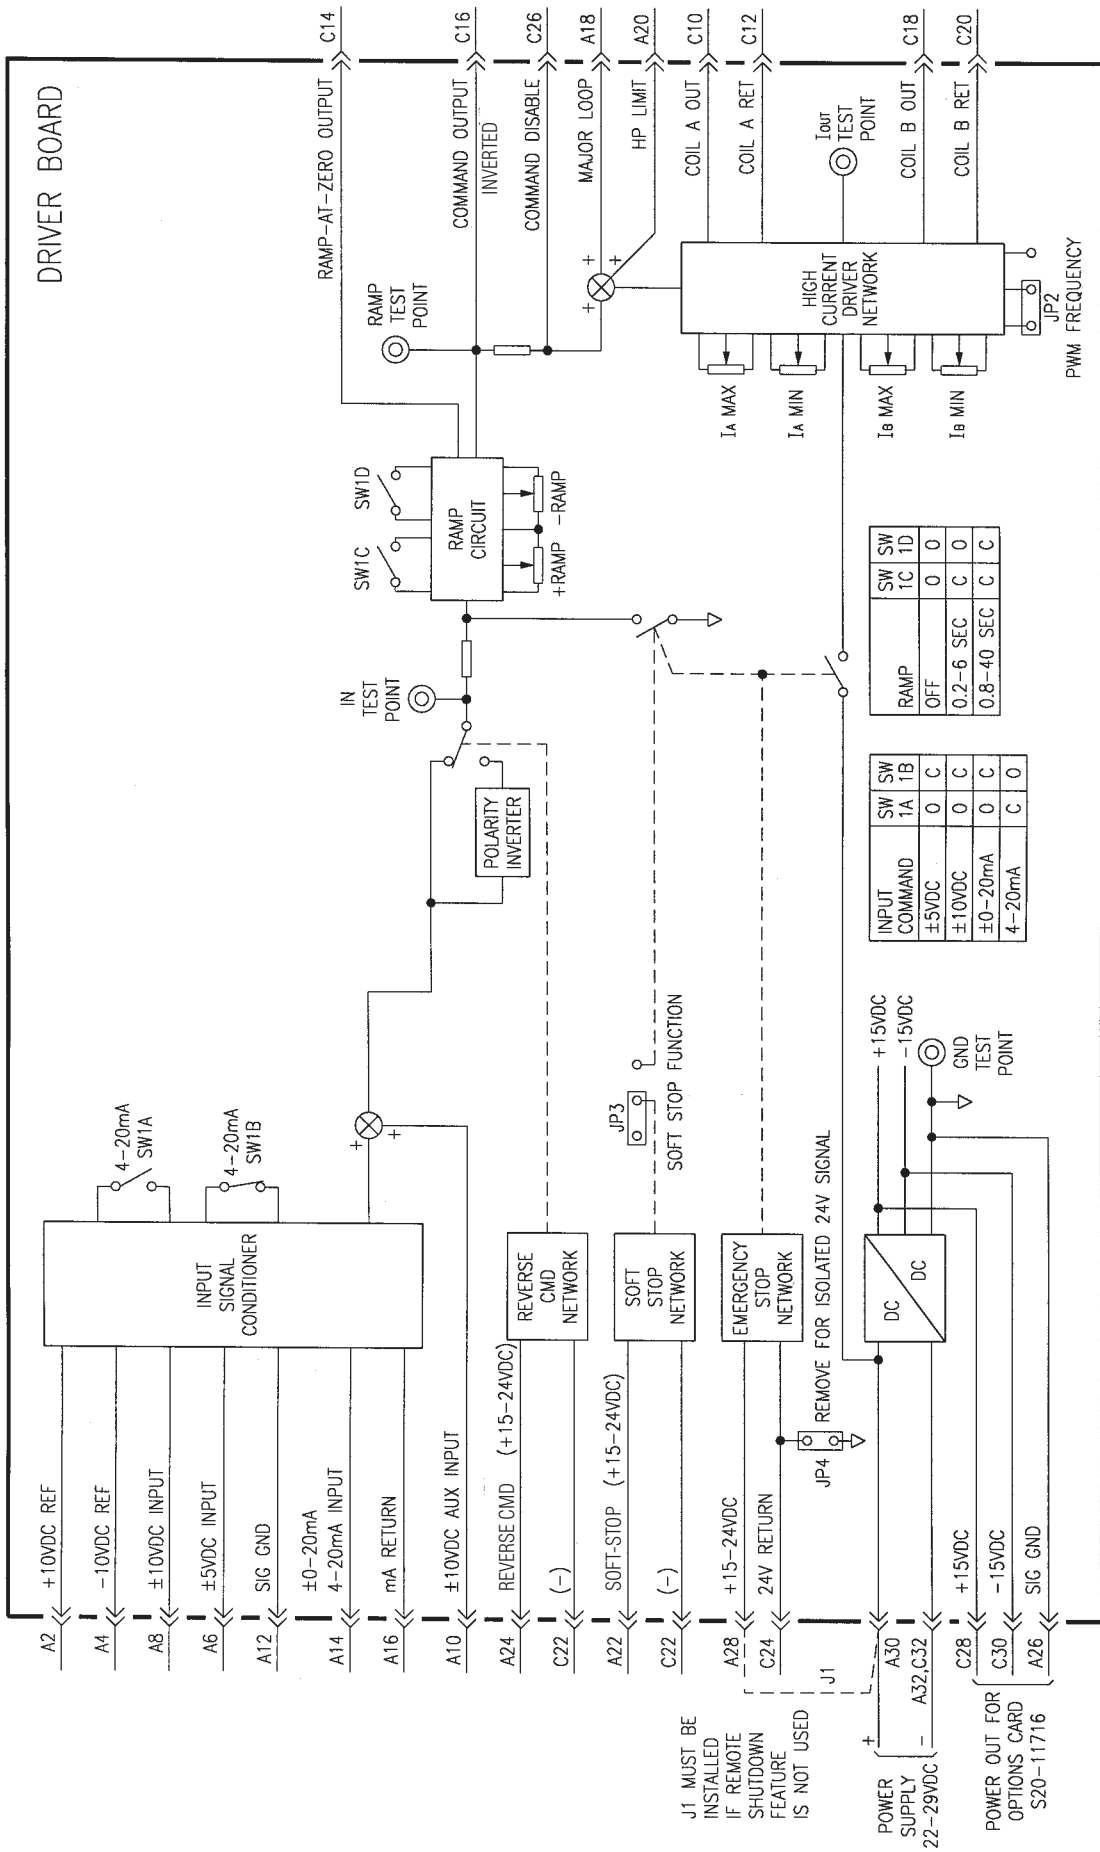 DRIVER BOARD
A2
+10VDC REF
A4
-10VDC REF
A8
±10VDC INPUT
A6
±5VDC INPUT
A12
SIG GND
A14
±0-20mA
4-20mA INPUT
A16
mA RETURN
A10
±10VDC AUX INPUT
A24
REVERSE CMD (+15-24VDC)
C22
(-)
A22
SOFT-STOP (+15-24VDC)
C22
(-)
A28
+15-24VDC
C24
24V RETURN
J1
J1 MUST BE
INSTALLED
IF REMOTE
SHUTDOWN
FEATURE
IS NOT USED
A30
A32,C32
+
-
POWER
SUPPLY
22-29VDC
C28
+15VDC
C30
-15VDC
A26
SIG GND
POWER OUT FOR
OPTIONS CARD
S20-11716
INPUT
SIGNAL
CONDITIONER
4-20mA
SW1A
4-20mA
SW1B
+
+
REVERSE
CMD
NETWORK
SOFT
STOP
NETWORK
EMERGENCY
STOP
NETWORK
JP3
SOFT STOP FUNCTION
JP4
REMOVE FOR ISOLATED 24V SIGNAL
DC
DC
+15VDC
-15VDC
GND
TEST
POINT
POLARITY
INVERTER
IN
TEST
POINT
SW1C
SW1D
RAMP
CIRCUIT
+RAMP
-RAMP
RAMP
TEST
POINT
INPUT
COMMAND
SW
1A
SW
1B
±5VDC O C
±10VDC O C
±0-20mA O C
4-20mA C O
RAMP
SW
1C
SW
1D
OFF O O
0.2-6 SEC C O
0.8-40 SEC C C
RAMP-AT-ZERO OUTPUT
C14
COMMAND OUTPUT
INVERTED
C16
COMMAND DISABLE
C26
MAJOR LOOP
A18
HP LIMIT
A20
+
+
+
COIL A OUT
C10
COIL A RET
C12
HIGH
CURRENT
DRIVER
NETWORK
IOUT
TEST
POINT
COIL B OUT
C18
COIL B RET
C20
IA MAX
IA MIN
IB MAX
IB MIN
JP2
PWM FREQUENCY